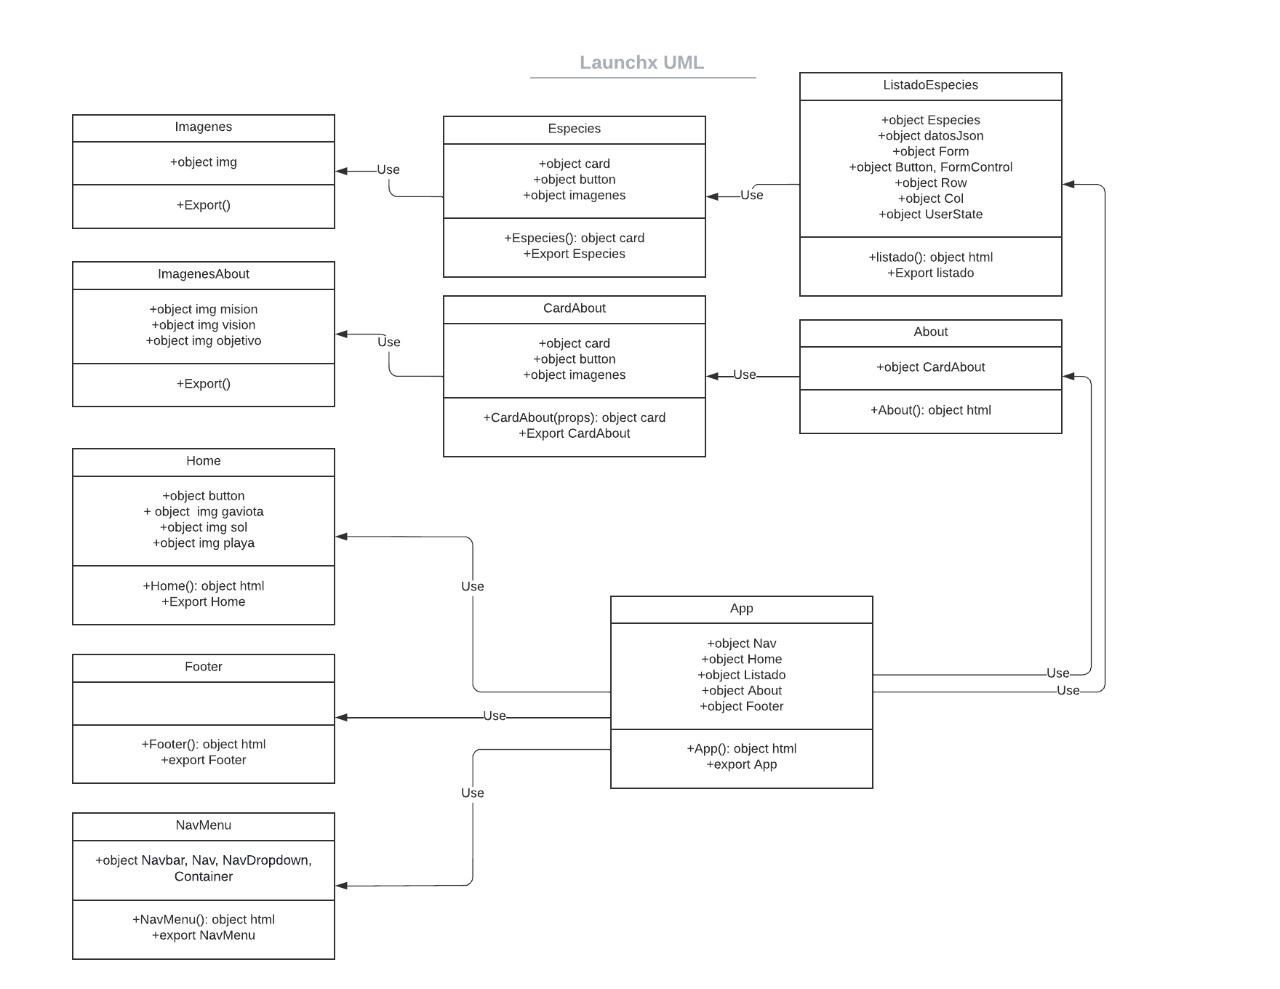 Launchx UML
Imagenes
+object img
+Export()
Use
Especies
+object card
+object button
+object imagenes
+Especies(): object card
+Export Especies
Use
ListadoEspecies
+object Especies
+object datosJson
+object Form
+object Button, FormControl
+object Row
+object Col
+object UserState
+listado(): object html
+Export listado
ImagenesAbout
+object img mision
+object img vision
+object img objetivo
+Export()
Use
CardAbout
+object card
+object button
+object imagenes
+CardAbout(props): object card
+Export CardAbout
Use
About
+object CardAbout
+About(): object html
Home
+object button
+ object  img gaviota
+object img sol
+object img playa
+Home(): object html
+Export Home
Use
App
+object Nav
+object Home
+object Listado
+object About
+object Footer
+App(): object html
+export App
Use
Use
Footer
+Footer(): object html
+export Footer
Use
NavMenu
+object Navbar, Nav, NavDropdown,
Container
+NavMenu(): object html
+export NavMenu
Use